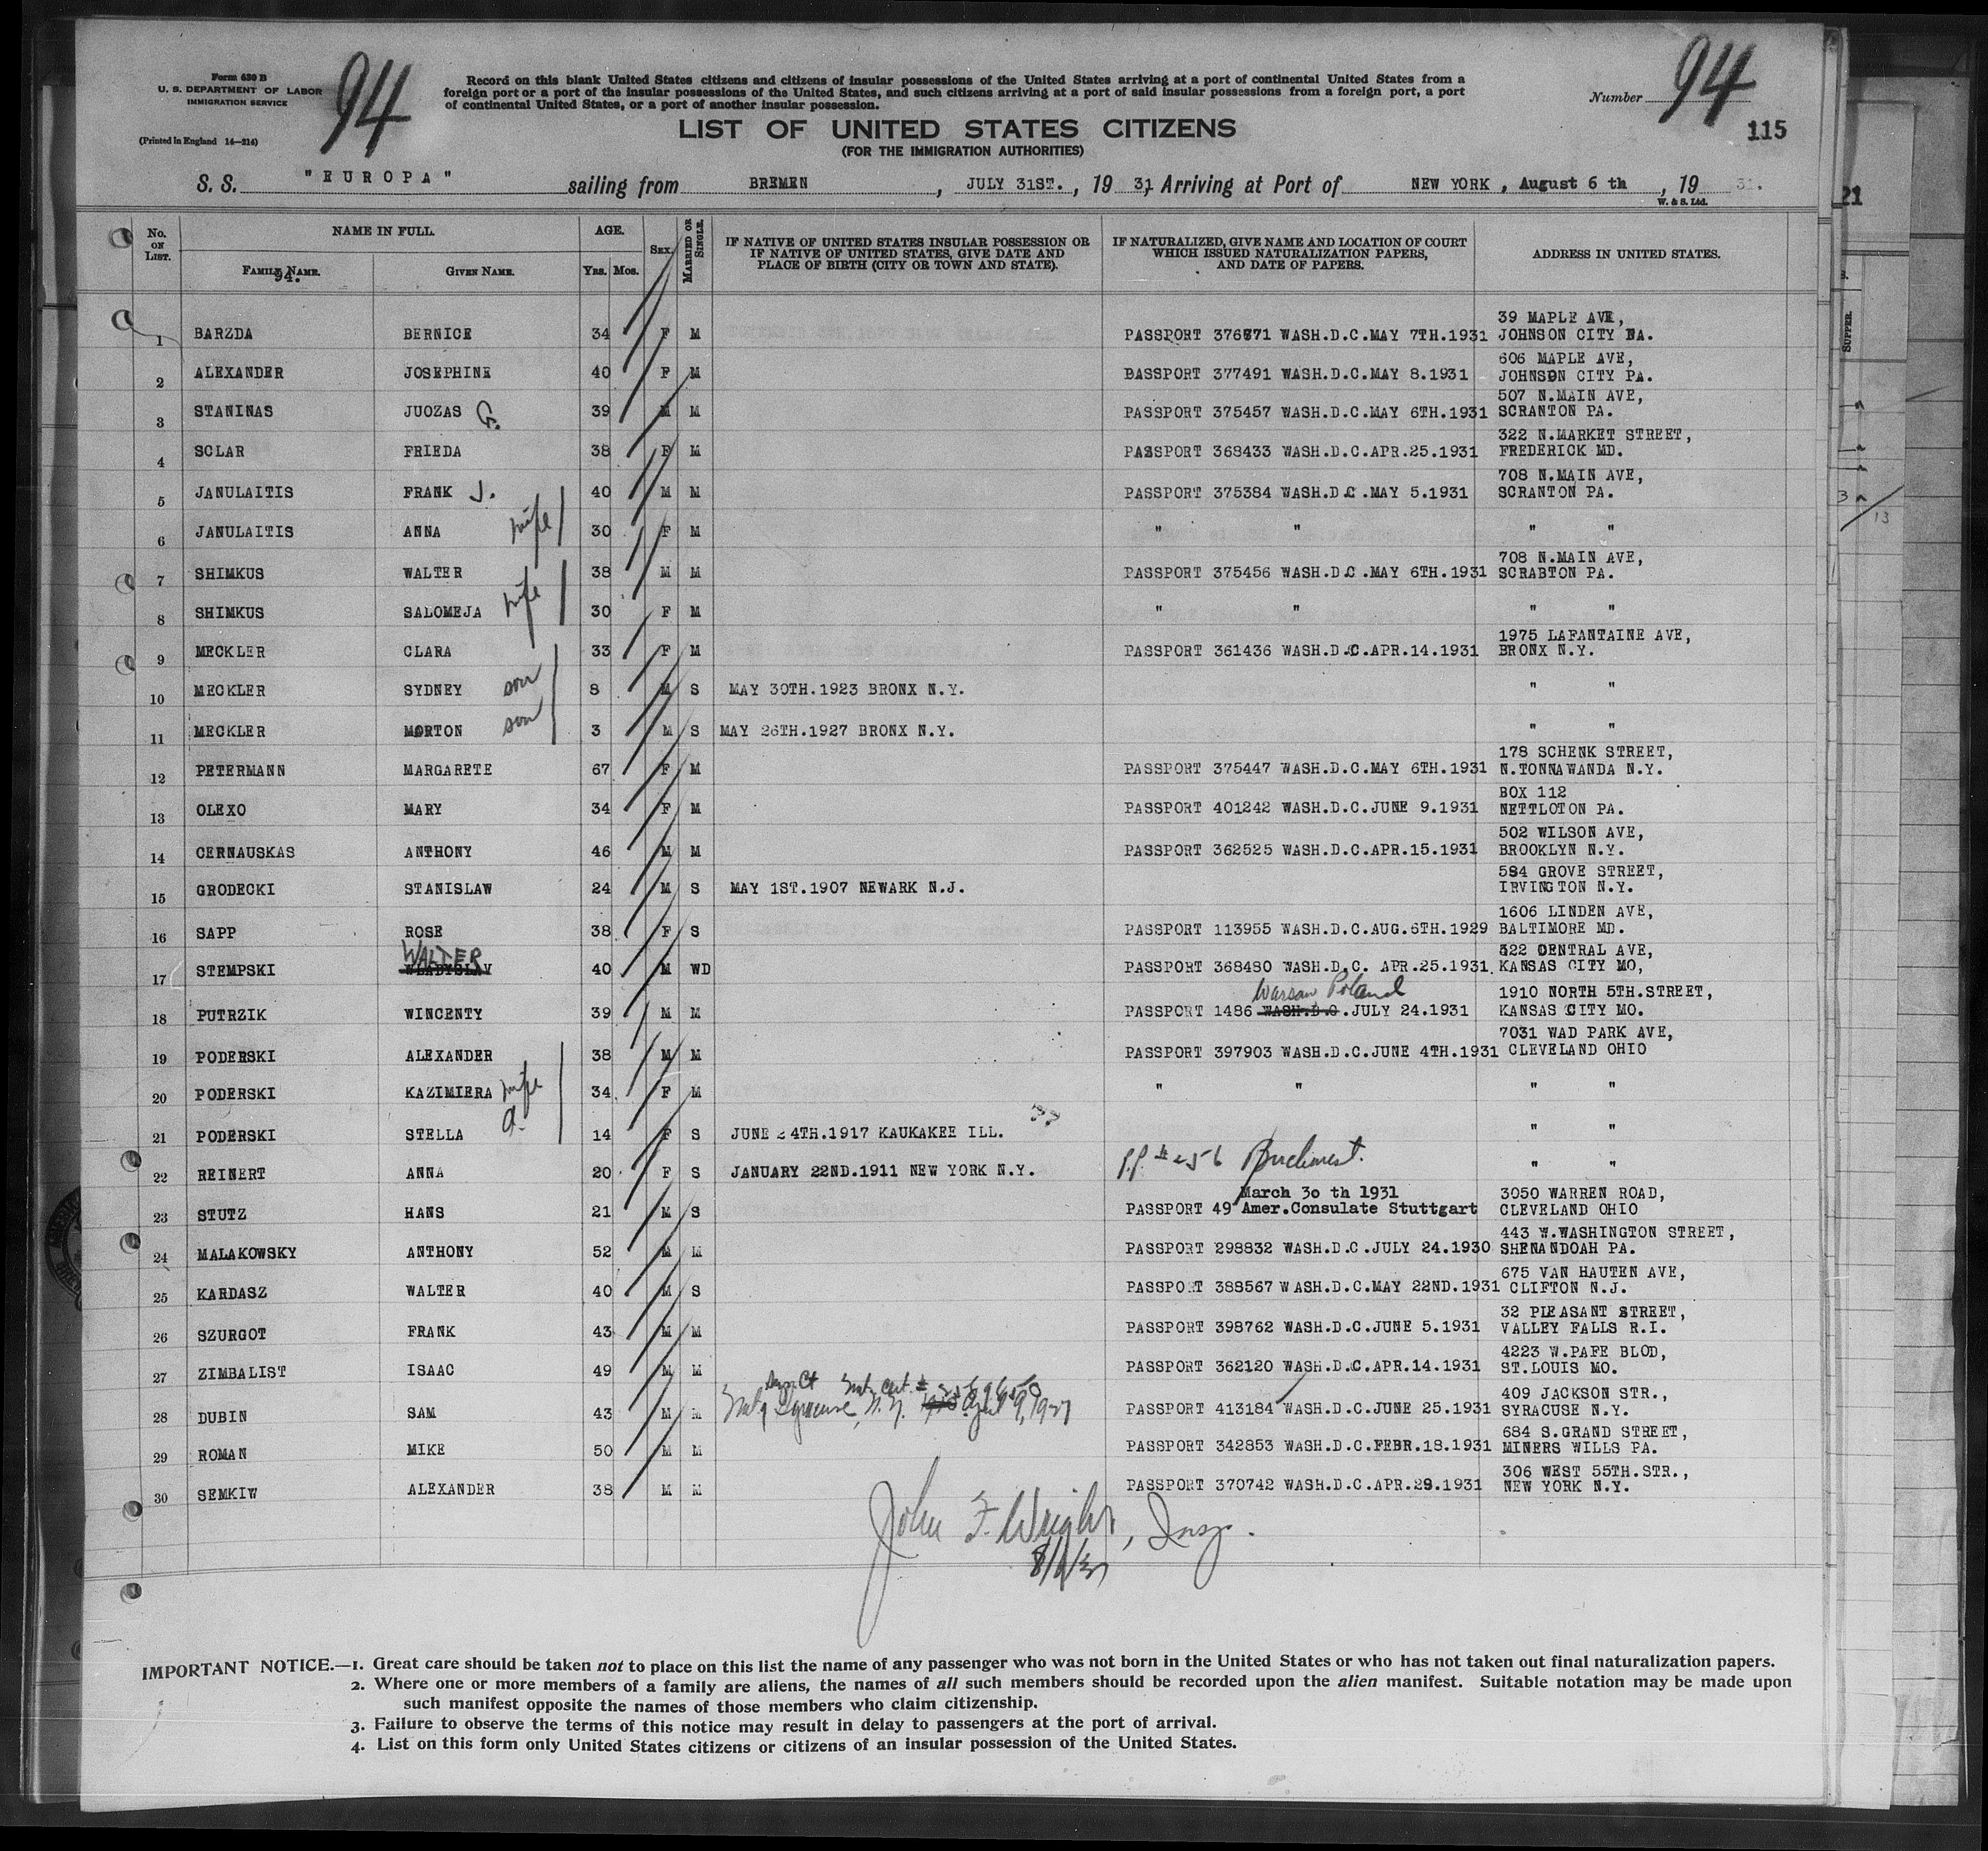 Form 630 B
U. S. DEPARTMENT OF LABOR
IMMIGRATION SERVICE
(Printed in England 14—214)
94
Record on this blank United States citizens and citizens of insular possessions of the United States arriving at a port of continental United States from a
foreign port or a port of the insular possessions of the United States, and such citizens arriving at a port of said insular possessions from a foreign port, a port
of continental United States, or a port of another insular possession.
Number 94
115
LIST OF UNITED STATES CITIZENS
(FOR THE IMMIGRATION AUTHORITIES)
S. S. "EUROPA" sailing from BREMEN, JULY 31ST., 19 31, Arriving at Port of NEW YORK, August 6 th, 19 31.
W. & S. Ltd.
No. ON LIST. NAME IN FULL. AGE. SEX. MARRIED OR SINGLE. IF NATIVE OF UNITED STATES INSULAR POSSESSION OR IF NATIVE OF UNITED STATES, GIVE DATE AND PLACE OF BIRTH (CITY OR TOWN AND STATE). IF NATURALIZED, GIVE NAME AND LOCATION OF COURT WHICH ISSUED NATURALIZATION PAPERS, AND DATE OF PAPERS. ADDRESS IN UNITED STATES.
FAMILY NAME. GIVEN NAME. Yrs. Mos.
94.
39 MAPLE AVE,
1 BARZDA BERNICE 34 F M PASSPORT 376871 WASH.D.C.MAY 7TH.1931 JOHNSON CITY PA.
606 MAPLE AVE,
2 ALEXANDER JOSEPHINE 40 F M BASSPORT 377491 WASH.D.C.MAY 8.1931 JOHNSON CITY PA.
507 N.MAIN AVE,
3 STANINAS JUOZAS G. 39 M M PASSPORT 375457 WASH.D.C.MAY 6TH.1931 SCRANTON PA.
322 N.MARKET STREET,
4 SCLAR FRIEDA 38 F M PASSPORT 368433 WASH.D.C.APR.25.1931 FREDERICK MD.
708 N.MAIN AVE,
5 JANULAITIS FRANK J. 40 M M PASSPORT 375384 WASH.D.C.MAY 5.1931 SCRANTON PA.
6 JANULAITIS ANNA wife 30 F M " " " "
708 N.MAIN AVE,
7 SHIMKUS WALTER 38 M M PASSPORT 375456 WASH.D.C.MAY 6TH.1931 SCRABTON PA.
8 SHIMKUS SALOMEJA wife 30 F M " " " "
1975 LAFANTAINE AVE,
9 MECKLER CLARA 33 F M PASSPORT 361436 WASH.D.C.APR.14.1931 BRONX N.Y.
10 MECKLER SYDNEY son 8 M S MAY 30TH.1923 BRONX N.Y. " "
11 MECKLER MORTON son 3 M S MAY 26TH.1927 BRONX N.Y. " "
178 SCHENK STREET,
12 PETERMANN MARGARETE 67 F M PASSPORT 375447 WASH.D.C.MAY 6TH.1931 N.TONNAWANDA N.Y.
BOX 112
13 OLEXO MARY 34 F M PASSPORT 401242 WASH.D.C.JUNE 9.1931 NETTLOTON PA.
502 WILSON AVE,
14 CERNAUSKAS ANTHONY 46 M M PASSPORT 362525 WASH.D.C.APR.15.1931 BROOKLYN N.Y.
584 GROVE STREET,
15 GRODECKI STANISLAW 24 M S MAY 1ST.1907 NEWARK N.J. IRVINGTON N.Y.
1606 LINDEN AVE,
16 SAPP ROSE 38 F S PASSPORT 113955 WASH.D.C.AUG.6TH.1929 BALTIMORE MD.
WALTER 322 CENTRAL AVE,
17 STEMPSKI WLADYSLAV 40 M WD PASSPORT 368480 WASH.D.C. APR.25.1931. KANSAS CITY MO,
Warsaw Poland 1910 NORTH 5TH.STREET,
18 PUTRZIK WINCENTY 39 M M PASSPORT 1486 WASH.D.C.JULY 24.1931 KANSAS CITY MO.
7031 WAD PARK AVE,
19 PODERSKI ALEXANDER 38 M M PASSPORT 397903 WASH.D.C.JUNE 4TH.1931 CLEVELAND OHIO
20 PODERSKI KAZIMIERA wife 34 F M " " " "
21 PODERSKI STELLA d. 14 F S JUNE 24TH.1917 KAUKAKEE ILL. " "
22 REINERT ANNA 20 F S JANUARY 22ND.1911 NEW YORK N.Y. P.P. #256 Bucharest. " "
March 30 th 1931 3050 WARREN ROAD,
23 STUTZ HANS 21 M S PASSPORT 49 Amer.Consulate Stuttgart CLEVELAND OHIO
443 W.WASHINGTON STREET,
24 MALAKOWSKY ANTHONY 52 M M PASSPORT 298832 WASH.D.C.JULY 24.1930 SHENANDOAH PA.
675 VAN HAUTEN AVE,
25 KARDASZ WALTER 40 M S PASSPORT 388567 WASH.D.C.MAY 22ND.1931 CLIFTON N.J.
32 PLEASANT STREET,
26 SZURGOT FRANK 43 M M PASSPORT 398762 WASH.D.C.JUNE 5.1931 VALLEY FALLS R.I.
4223 W.PAFE BLOD,
27 ZIMBALIST ISAAC 49 M M PASSPORT 362120 WASH.D.C.APR.14.1931 ST.LOUIS MO.
409 JACKSON STR.,
28 DUBIN SAM 43 M M Syracuse, N.Y. April 9, PASSPORT 413184 WASH.D.C.JUNE 25.1931 SYRACUSE N.Y.
684 S.GRAND STREET,
29 ROMAN MIKE 50 M M PASSPORT 342853 WASH.D.C.FEBR.18.1931 MINERS WILLS PA.
306 WEST 55TH.STR.,
30 SEMKIW ALEXANDER 38 M M PASSPORT 370742 WASH.D.C.APR.29.1931 NEW YORK N.Y.
John F. Wright, Insp.
8/6/31
IMPORTANT NOTICE.—1. Great care should be taken not to place on this list the name of any passenger who was not born in the United States or who has not taken out final naturalization papers.
2. Where one or more members of a family are aliens, the names of all such members should be recorded upon the alien manifest. Suitable notation may be made upon
such manifest opposite the names of those members who claim citizenship.
3. Failure to observe the terms of this notice may result in delay to passengers at the port of arrival.
4. List on this form only United States citizens or citizens of an insular possession of the United States.
21
SUPPER.
3
13